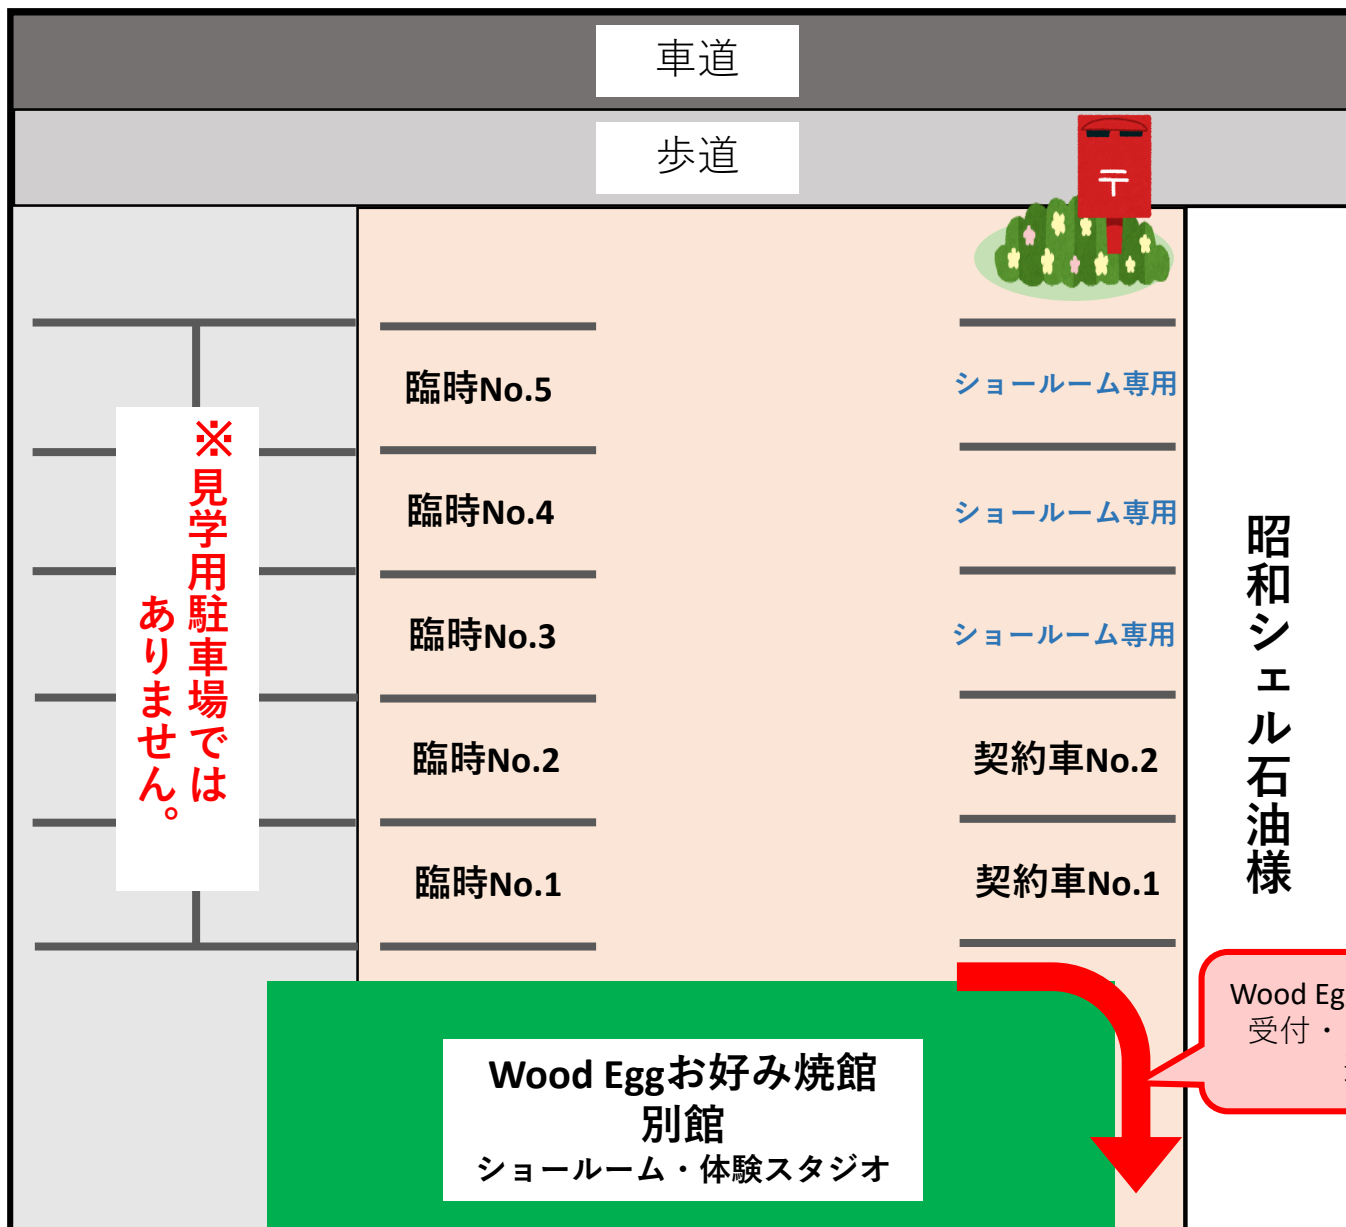 車道
歩道
〒
臨時No.5
ショールーム専用
臨時No.4
ショールーム専用
臨時No.3
ショールーム専用
臨時No.2
契約車No.2
臨時No.1
契約車No.1
※見学用駐車場では
ありません。
昭和シェル石油様
Wood Eg
受付・
Wood Eggお好み焼館
別館
ショールーム・体験スタジオ